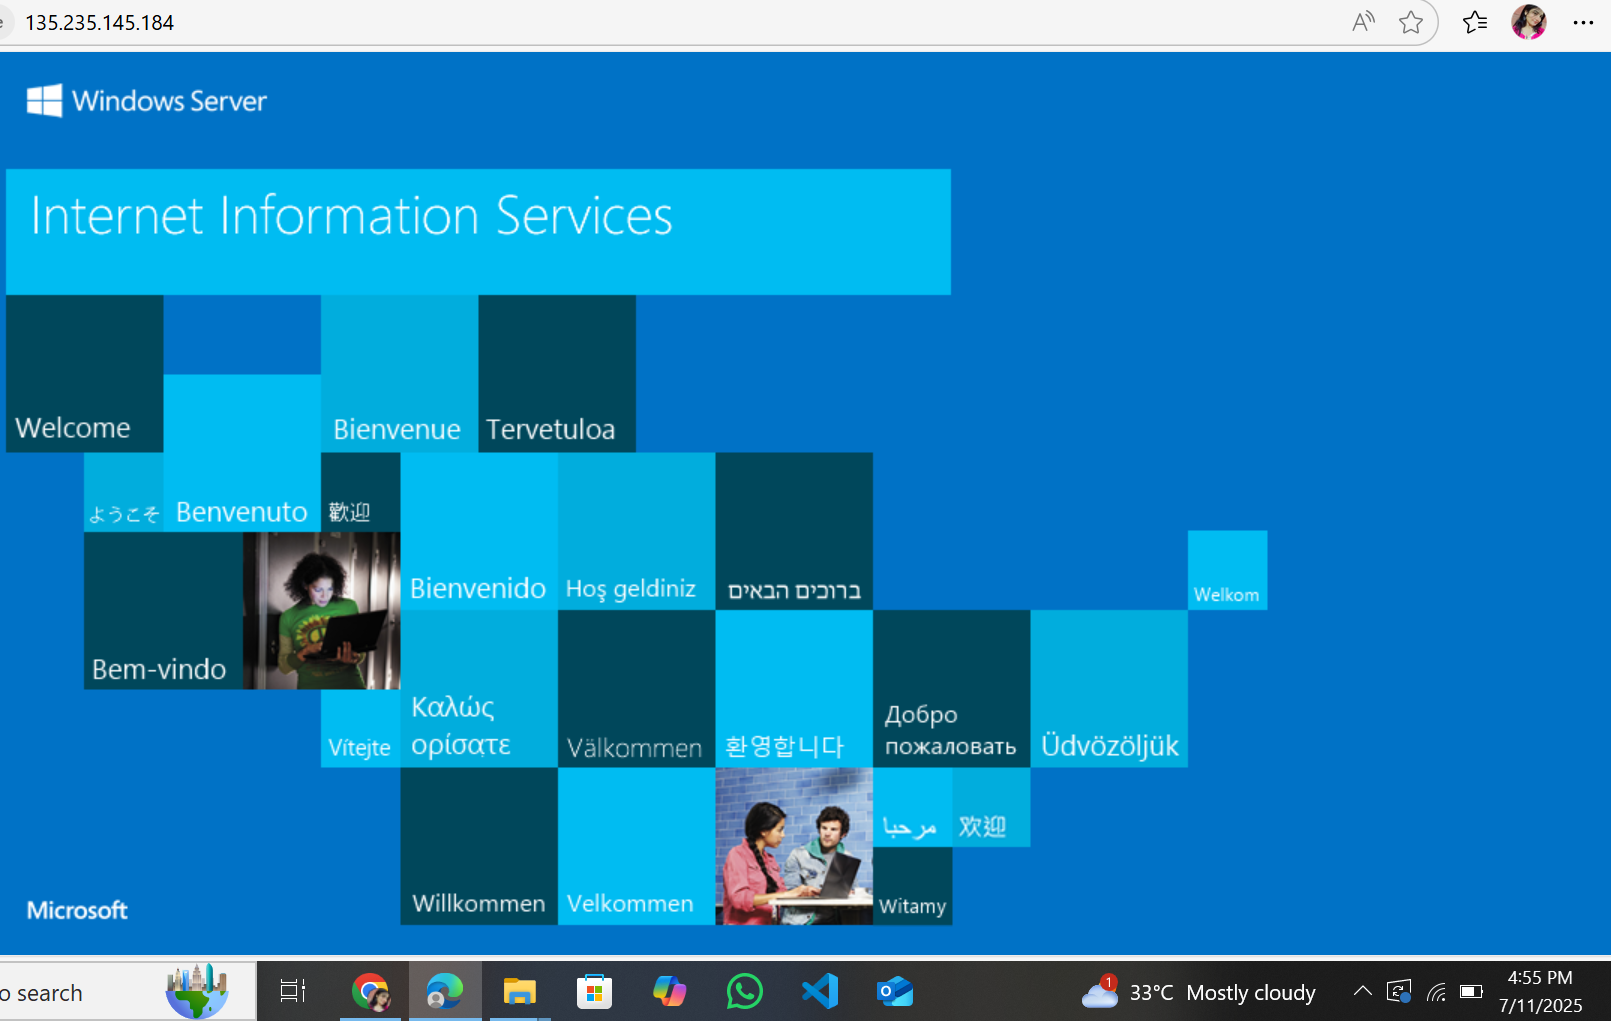 135.235.145.184
Windows Server
Internet Information Services
Welcome
Bienvenue
Tervetuloa
ようこそ
Benvenuto
歡迎
Bienvenido
Hoş geldiniz
ברוכים הבאים
Welkom
Bem-vindo
Vítejte
Καλώς
ορίσατε
Välkommen
환영합니다
Добро
пожаловать
Üdvözöljük
مرحبا
欢迎
Willkommen
Velkommen
Witamy
Microsoft
o search
1
33°C Mostly cloudy
4:55 PM
7/11/2025